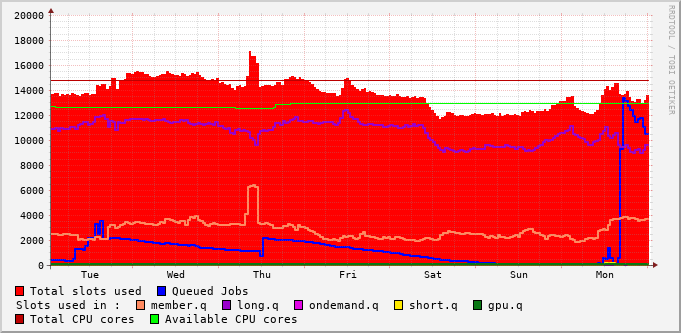 20000
18000
16000
14000
12000
10000
8000
6000
4000
2000
0
Tue Wed Thu Fri Sat Sun Mon
RRDTOOL / TOBI OETIKER
Total slots used Queued Jobs
Slots used in : member.q long.q ondemand.q short.q gpu.q
Total CPU cores Available CPU cores